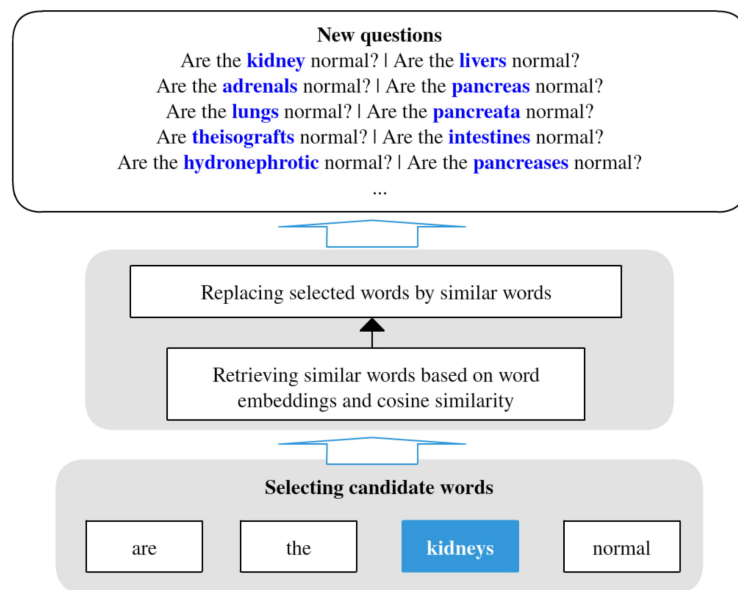 New questions
Are the kidney normal? | Are the livers normal?
Are the adrenals normal? | Are the pancreas normal?
Are the lungs normal? | Are the pancreata normal?
Are theisografts normal? | Are the intestines normal?
Are the hydronephrotic normal? | Are the pancreases normal?
...
Replacing selected words by similar words
Retrieving similar words based on word
embeddings and cosine similarity
Selecting candidate words
are the kidneys normal